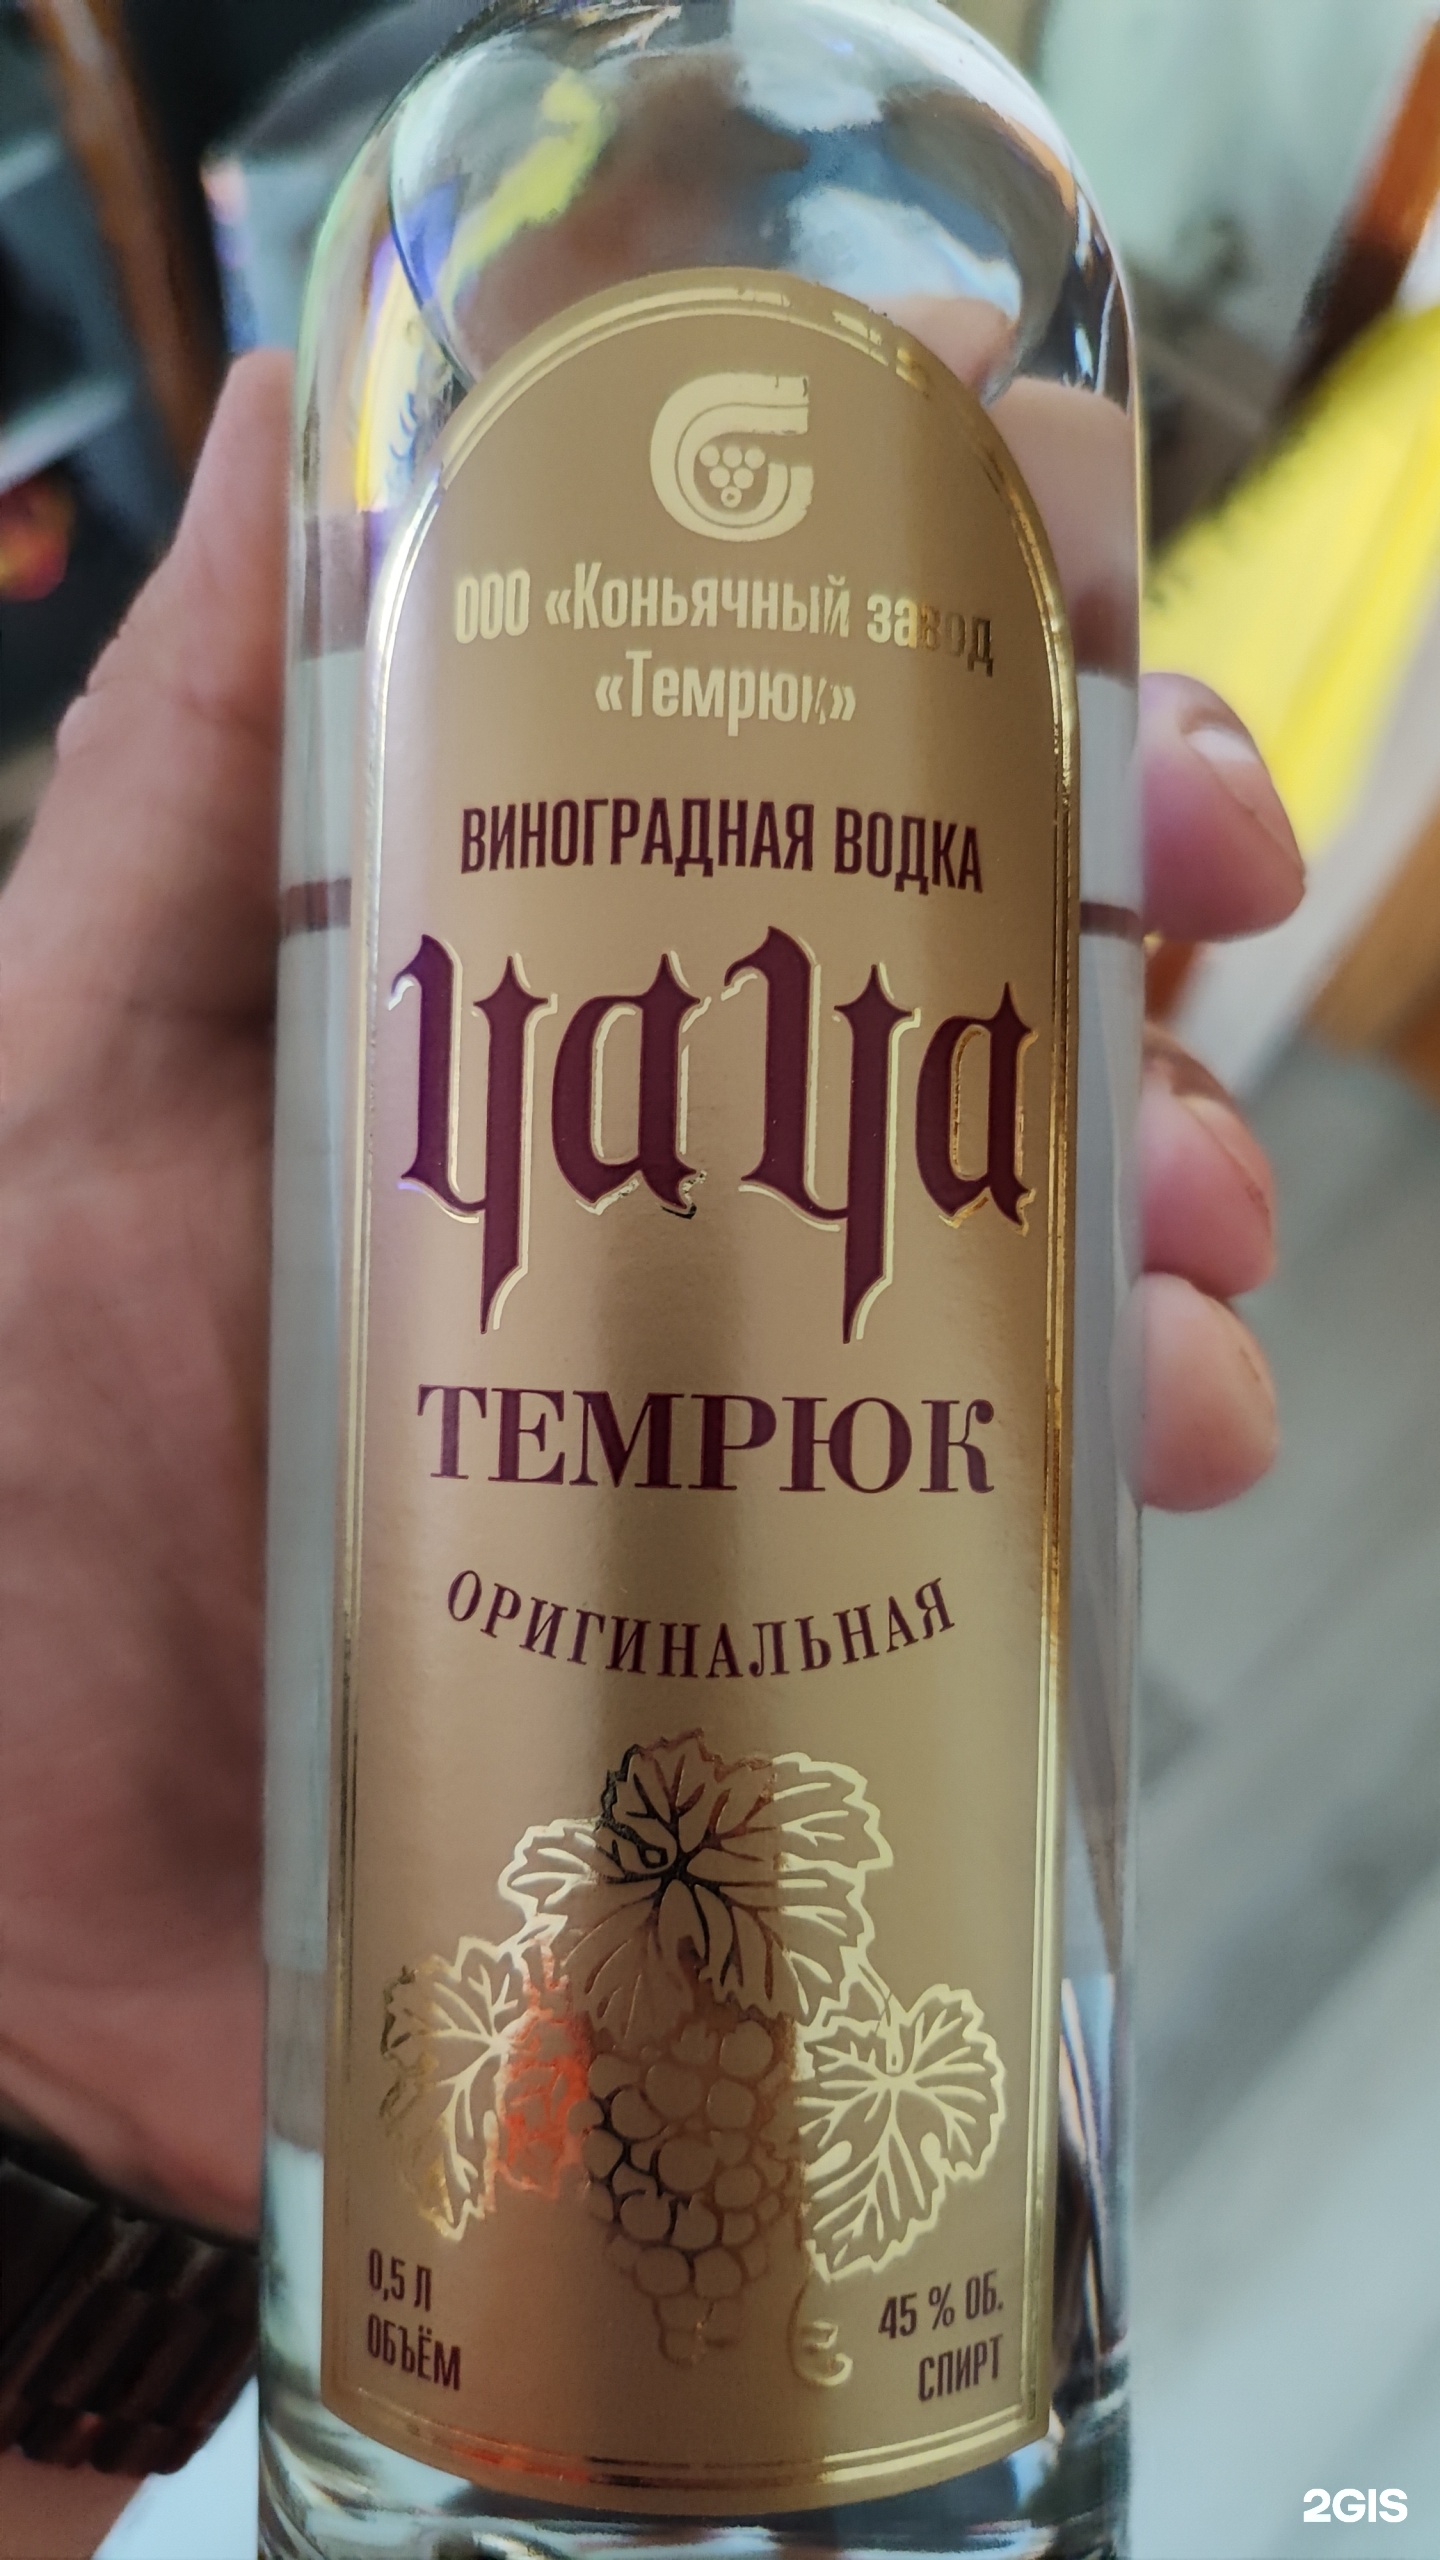 ООО «Коньячный завод
«Темрюк»
ВИНОГРАДНАЯ ВОДКА
ЧаЧа
ТЕМРЮК
ОРИГИНАЛЬНАЯ
0,5 Л
ОБЪЁМ
45 % ОБ.
СПИРТ
2GIS